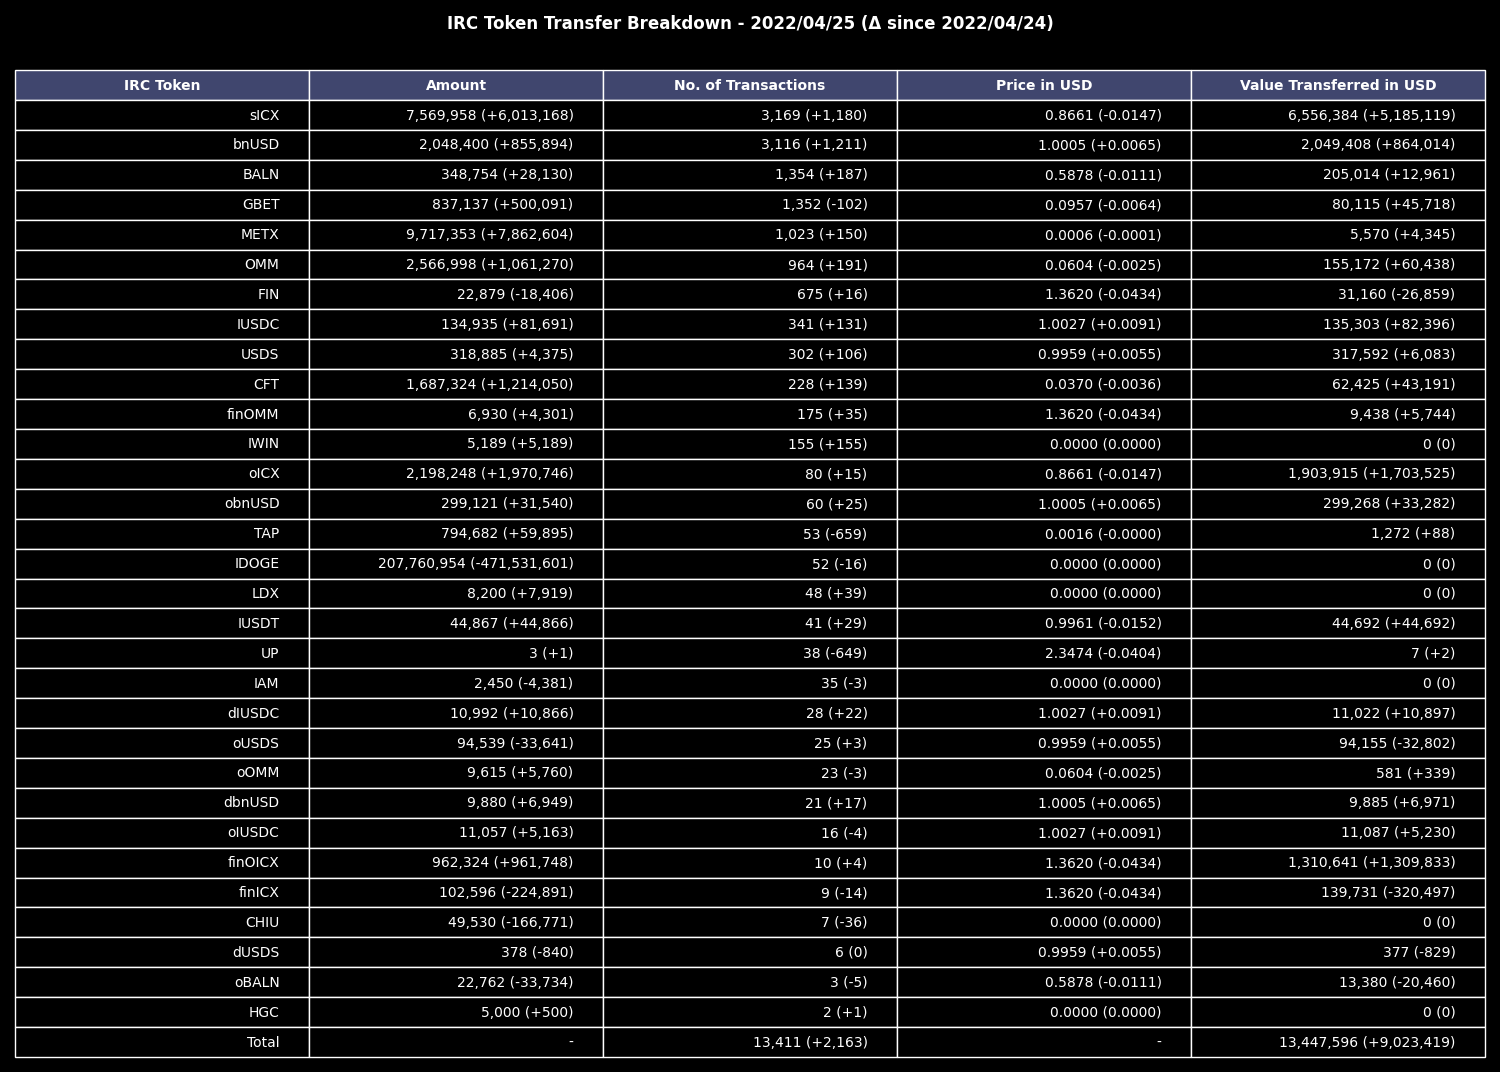 IRC Token Transfer Breakdown - 2022/04/25 (Δ since 2022/04/24)
IRC Token Amount No. of Transactions Price in USD Value Transferred in USD
sICX 7,569,958 (+6,013,168) 3,169 (+1,180) 0.8661 (-0.0147) 6,556,384 (+5,185,119)
bnUSD 2,048,400 (+855,894) 3,116 (+1,211) 1.0005 (+0.0065) 2,049,408 (+864,014)
BALN 348,754 (+28,130) 1,354 (+187) 0.5878 (-0.0111) 205,014 (+12,961)
GBET 837,137 (+500,091) 1,352 (-102) 0.0957 (-0.0064) 80,115 (+45,718)
METX 9,717,353 (+7,862,604) 1,023 (+150) 0.0006 (-0.0001) 5,570 (+4,345)
OMM 2,566,998 (+1,061,270) 964 (+191) 0.0604 (-0.0025) 155,172 (+60,438)
FIN 22,879 (-18,406) 675 (+16) 1.3620 (-0.0434) 31,160 (-26,859)
IUSDC 134,935 (+81,691) 341 (+131) 1.0027 (+0.0091) 135,303 (+82,396)
USDS 318,885 (+4,375) 302 (+106) 0.9959 (+0.0055) 317,592 (+6,083)
CFT 1,687,324 (+1,214,050) 228 (+139) 0.0370 (-0.0036) 62,425 (+43,191)
finOMM 6,930 (+4,301) 175 (+35) 1.3620 (-0.0434) 9,438 (+5,744)
IWIN 5,189 (+5,189) 155 (+155) 0.0000 (0.0000) 0 (0)
oICX 2,198,248 (+1,970,746) 80 (+15) 0.8661 (-0.0147) 1,903,915 (+1,703,525)
obnUSD 299,121 (+31,540) 60 (+25) 1.0005 (+0.0065) 299,268 (+33,282)
TAP 794,682 (+59,895) 53 (-659) 0.0016 (-0.0000) 1,272 (+88)
IDOGE 207,760,954 (-471,531,601) 52 (-16) 0.0000 (0.0000) 0 (0)
LDX 8,200 (+7,919) 48 (+39) 0.0000 (0.0000) 0 (0)
IUSDT 44,867 (+44,866) 41 (+29) 0.9961 (-0.0152) 44,692 (+44,692)
UP 3 (+1) 38 (-649) 2.3474 (-0.0404) 7 (+2)
IAM 2,450 (-4,381) 35 (-3) 0.0000 (0.0000) 0 (0)
dIUSDC 10,992 (+10,866) 28 (+22) 1.0027 (+0.0091) 11,022 (+10,897)
oUSDS 94,539 (-33,641) 25 (+3) 0.9959 (+0.0055) 94,155 (-32,802)
oOMM 9,615 (+5,760) 23 (-3) 0.0604 (-0.0025) 581 (+339)
dbnUSD 9,880 (+6,949) 21 (+17) 1.0005 (+0.0065) 9,885 (+6,971)
oIUSDC 11,057 (+5,163) 16 (-4) 1.0027 (+0.0091) 11,087 (+5,230)
finOICX 962,324 (+961,748) 10 (+4) 1.3620 (-0.0434) 1,310,641 (+1,309,833)
finICX 102,596 (-224,891) 9 (-14) 1.3620 (-0.0434) 139,731 (-320,497)
CHIU 49,530 (-166,771) 7 (-36) 0.0000 (0.0000) 0 (0)
dUSDS 378 (-840) 6 (0) 0.9959 (+0.0055) 377 (-829)
oBALN 22,762 (-33,734) 3 (-5) 0.5878 (-0.0111) 13,380 (-20,460)
HGC 5,000 (+500) 2 (+1) 0.0000 (0.0000) 0 (0)
Total - 13,411 (+2,163) - 13,447,596 (+9,023,419)